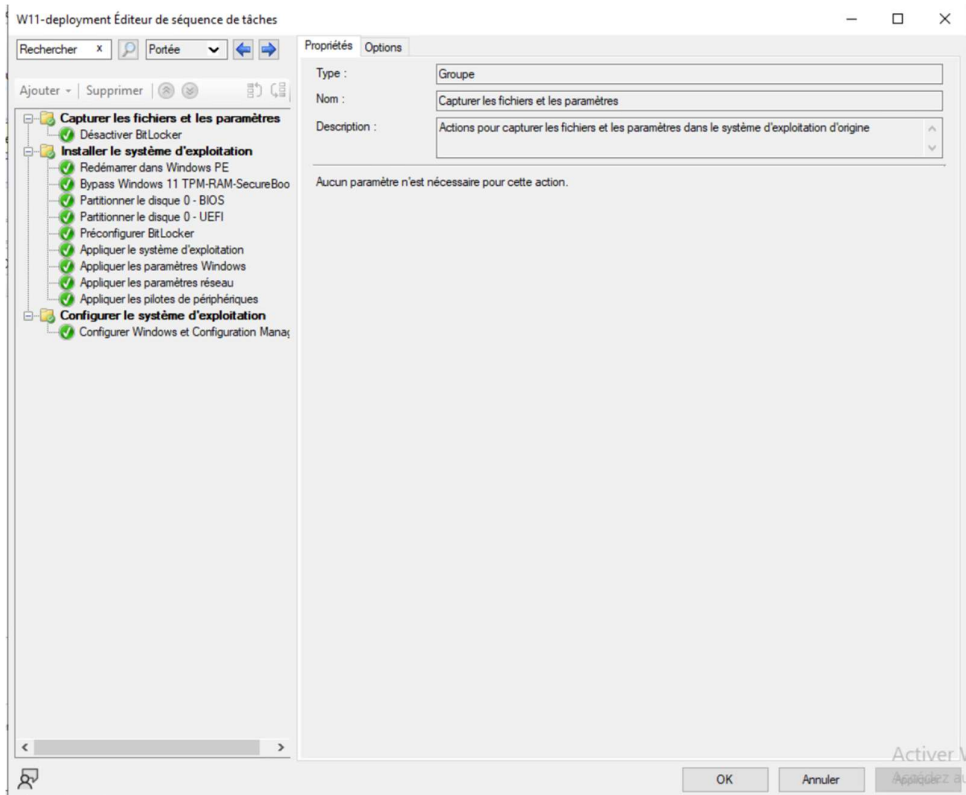 W11-deployment Éditeur de séquence de tâches
Rechercher x Portée
Ajouter Supprimer
Capturer les fichiers et les paramètres
Désactiver BitLocker
Installer le système d'exploitation
Redémarrer dans Windows PE
Bypass Windows 11 TPM-RAM-SecureBoo
Partitionner le disque 0 - BIOS
Partitionner le disque 0 - UEFI
Préconfigurer BitLocker
Appliquer le système d'exploitation
Appliquer les paramètres Windows
Appliquer les paramètres réseau
Appliquer les pilotes de périphériques
Configurer le système d'exploitation
Configurer Windows et Configuration Manag
Propriétés Options
Type : Groupe
Nom : Capturer les fichiers et les paramètres
Description : Actions pour capturer les fichiers et les paramètres dans le système d'exploitation d'origine
Aucun paramètre n'est nécessaire pour cette action.
Activer
OK Annuler Appliquer